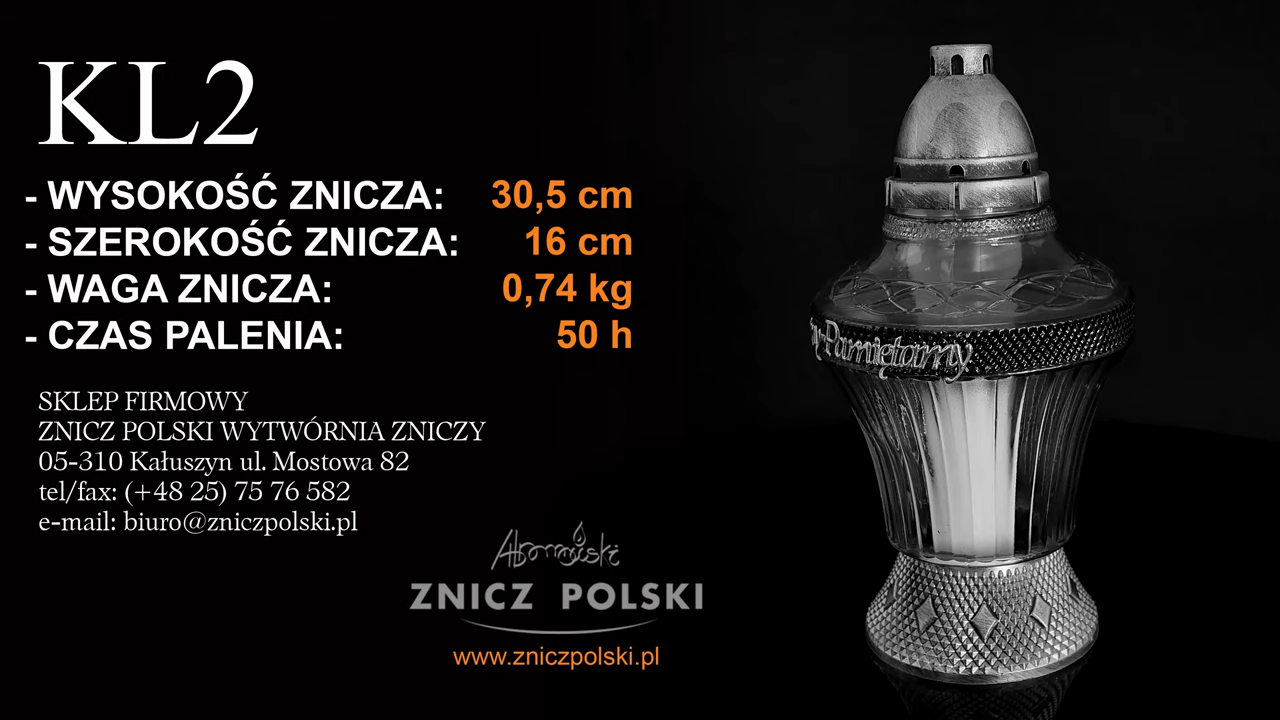 KL2
- WYSOKOŚĆ ZNICZA: 30,5 cm
- SZEROKOŚĆ ZNICZA: 16 cm
- WAGA ZNICZA: 0,74 kg
- CZAS PALENIA: 50 h
SKLEP FIRMOWY
ZNICZ POLSKI WYTWÓRNIA ZNICZY
05-310 Kałuszyn ul. Mostowa 82
tel/fax: (+48 25) 75 76 582
e-mail: biuro@zniczpolski.pl
Pamiętamy
ZNICZ POLSKI
www.zniczpolski.pl